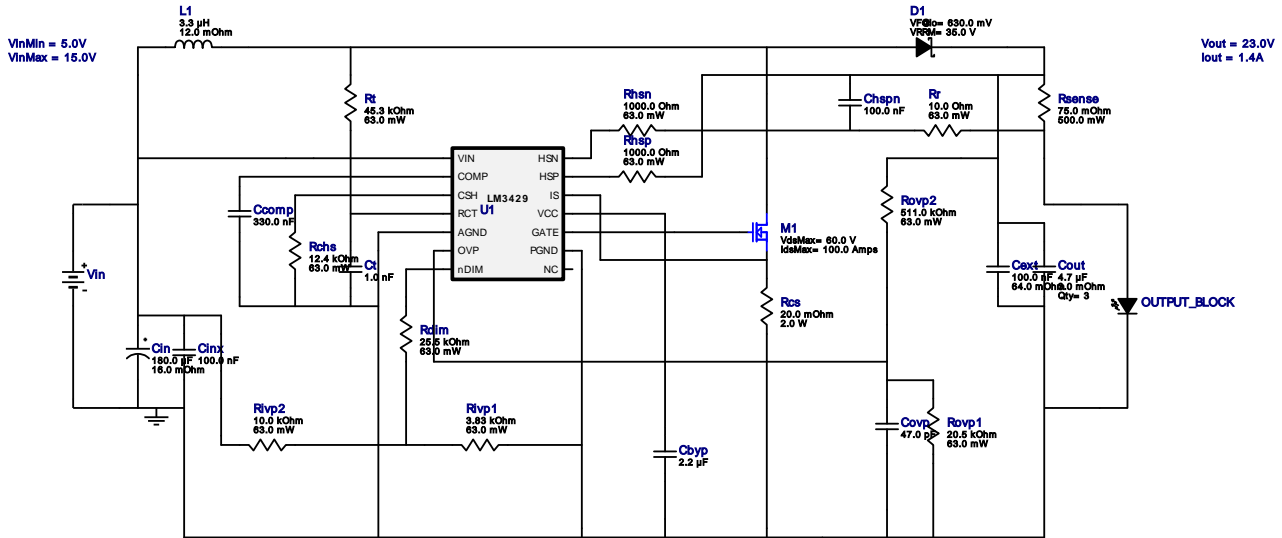 L1
3.3 µH
12.0 mOhm
D1
VRRM= 35.0 V
VinMin = 5.0V
VinMax = 15.0V
Vout = 23.0V
Iout = 1.4A
Rt
45.3 kOhm
63.0 mW
Rhsn
1000.0 Ohm
63.0 mW
Rhsp
1000.0 Ohm
63.0 mW
Chspn
100.0 nF
Rr
10.0 Ohm
63.0 mW
Rsense
75.0 mOhm
500.0 mW
VIN
COMP
CSH
RCT
AGND
OVP
nDIM
LM3429
U1
HSN
HSP
IS
VCC
GATE
PGND
NC
Ccomp
330.0 nF
Rchs
12.4 kOhm
63.0 mW
Ct
1.0 nF
Rovp2
511.0 kOhm
63.0 mW
M1
VdsMax= 60.0 V
IdsMax= 100.0 Amps
Vin
+
-
Rcs
20.0 mOhm
2.0 W
Cext
100.0 nF
64.0 mOhm
Cout
4.7 µF
Qty= 3
OUTPUT_BLOCK
Rdim
25.5 kOhm
63.0 mW
Cin
180.0 µF
16.0 mOhm
Cinx
100.0 nF
Rivp2
10.0 kOhm
63.0 mW
Rivp1
3.83 kOhm
63.0 mW
Cbyp
2.2 µF
Covp
47.0 pF
Rovp1
20.5 kOhm
63.0 mW